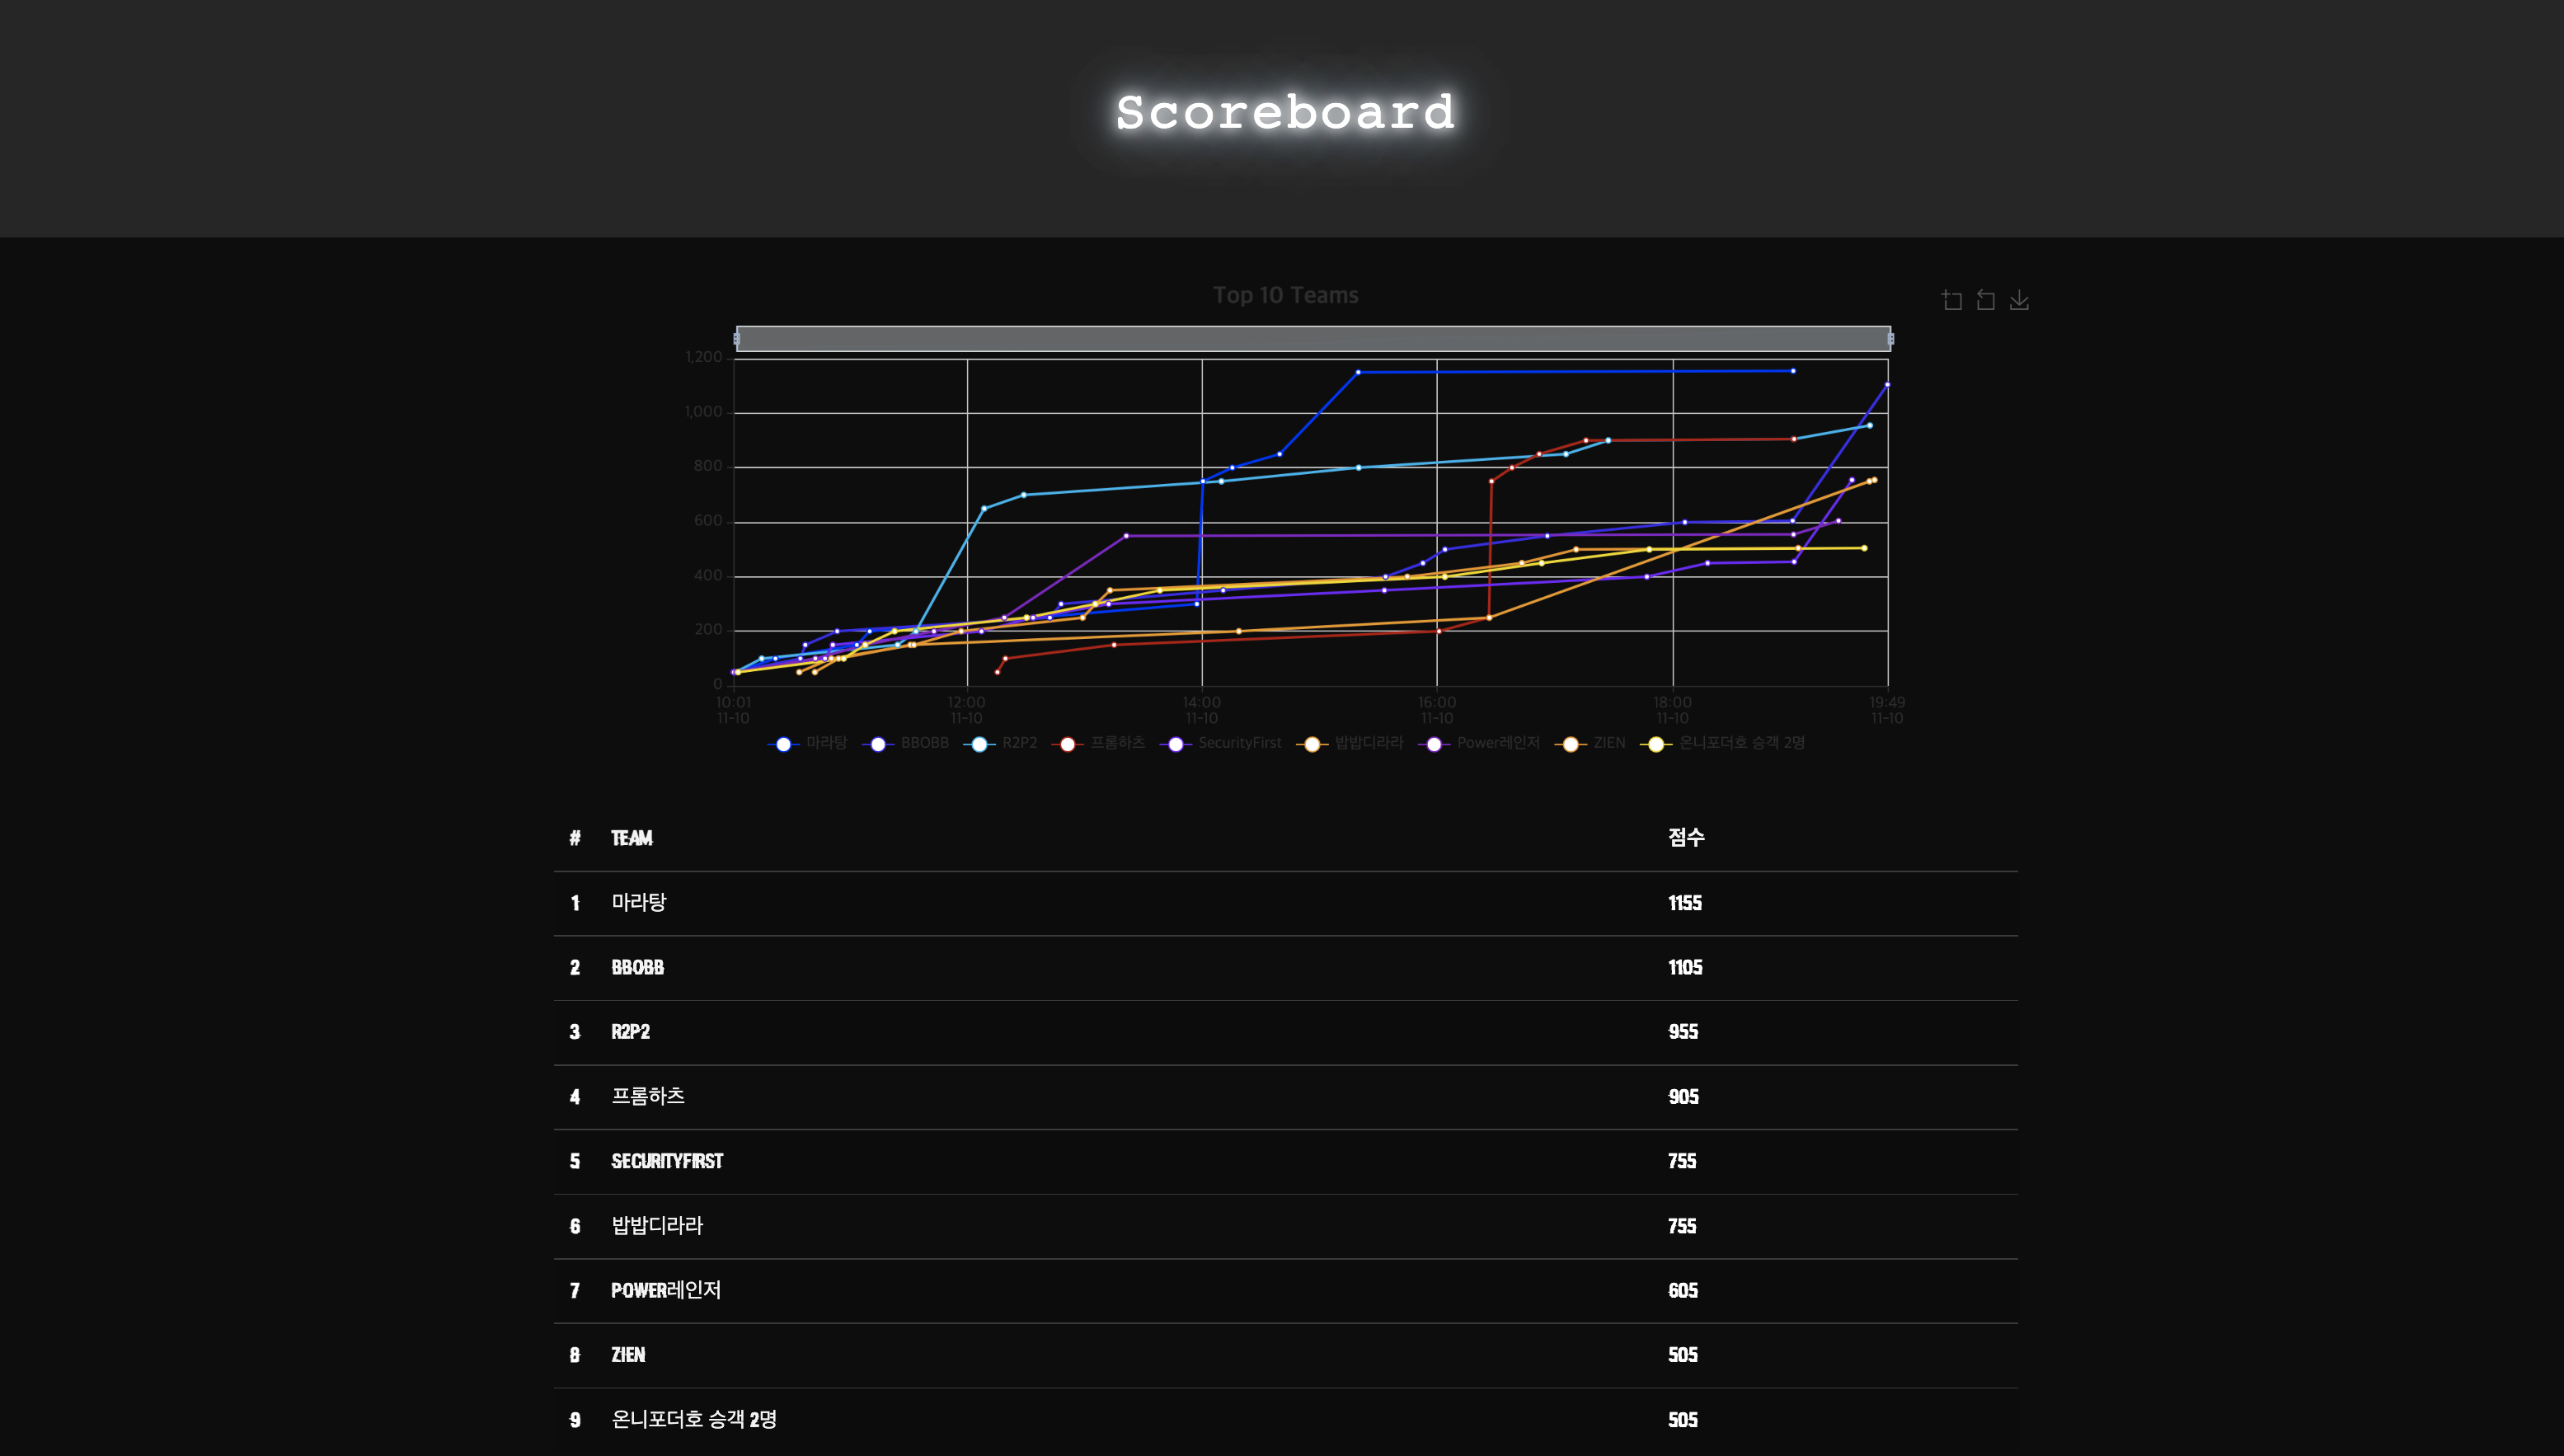 Scoreboard
Top 10 Teams
1,200
1,000
800
600
400
200
0
10:01 12:00 14:00 16:00 18:00 19:49
11-10 11-10 11-10 11-10 11-10 11-10
마라탕 BBOBB R2P2 프롬하츠 SecurityFirst 밥밥디라라 Power레인저 ZIEN 온니포더호 승객 2명
# TEAM 점수
1 마라탕 1155
2 BBOBB 1105
3 R2P2 955
4 프롬하츠 905
5 SECURITYFIRST 755
6 밥밥디라라 755
7 POWER레인저 605
8 ZIEN 505
9 온니포더호 승객 2명 505